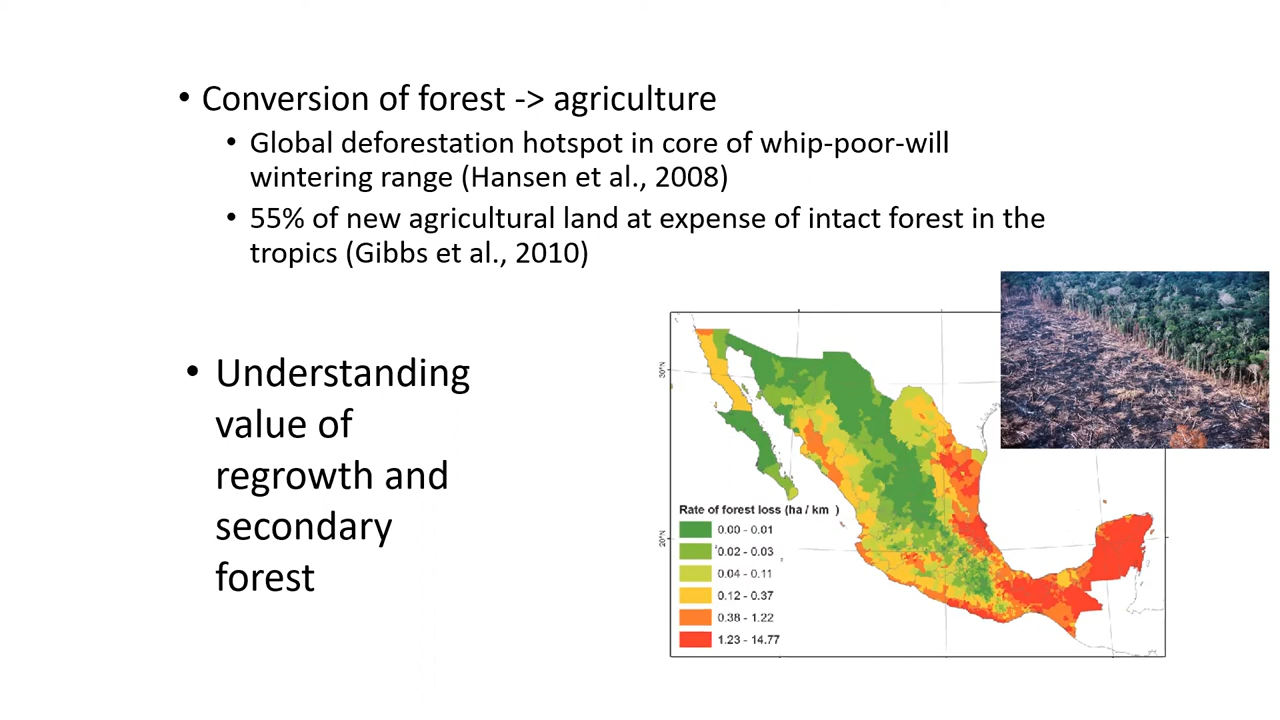 • Conversion of forest -> agriculture
• Global deforestation hotspot in core of whip-poor-will
wintering range (Hansen et al., 2008)
• 55% of new agricultural land at expense of intact forest in the
tropics (Gibbs et al., 2010)
• Understanding
value of
regrowth and
secondary
forest
30°N
20°N
Rate of forest loss (ha / km )
0.00 - 0.01
0.02 - 0.03
0.04 - 0.11
0.12 - 0.37
0.38 - 1.22
1.23 - 14.77